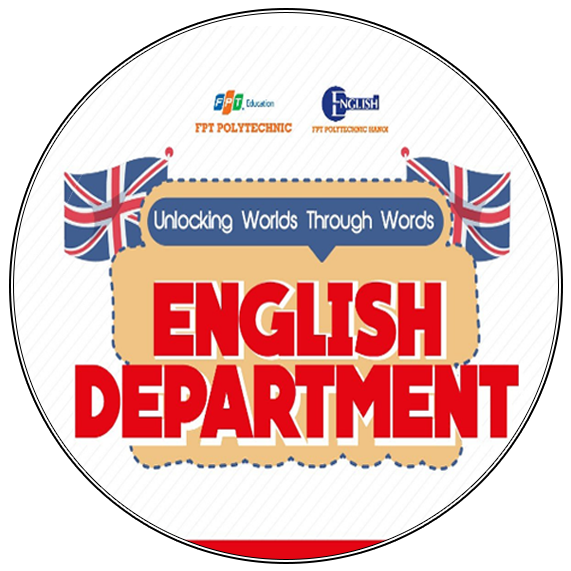 FPT Education
FPT POLYTECHNIC
ENGLISH
FPT POLYTECHNIC HANOI
Unlocking Worlds Through Words
ENGLISH
DEPARTMENT